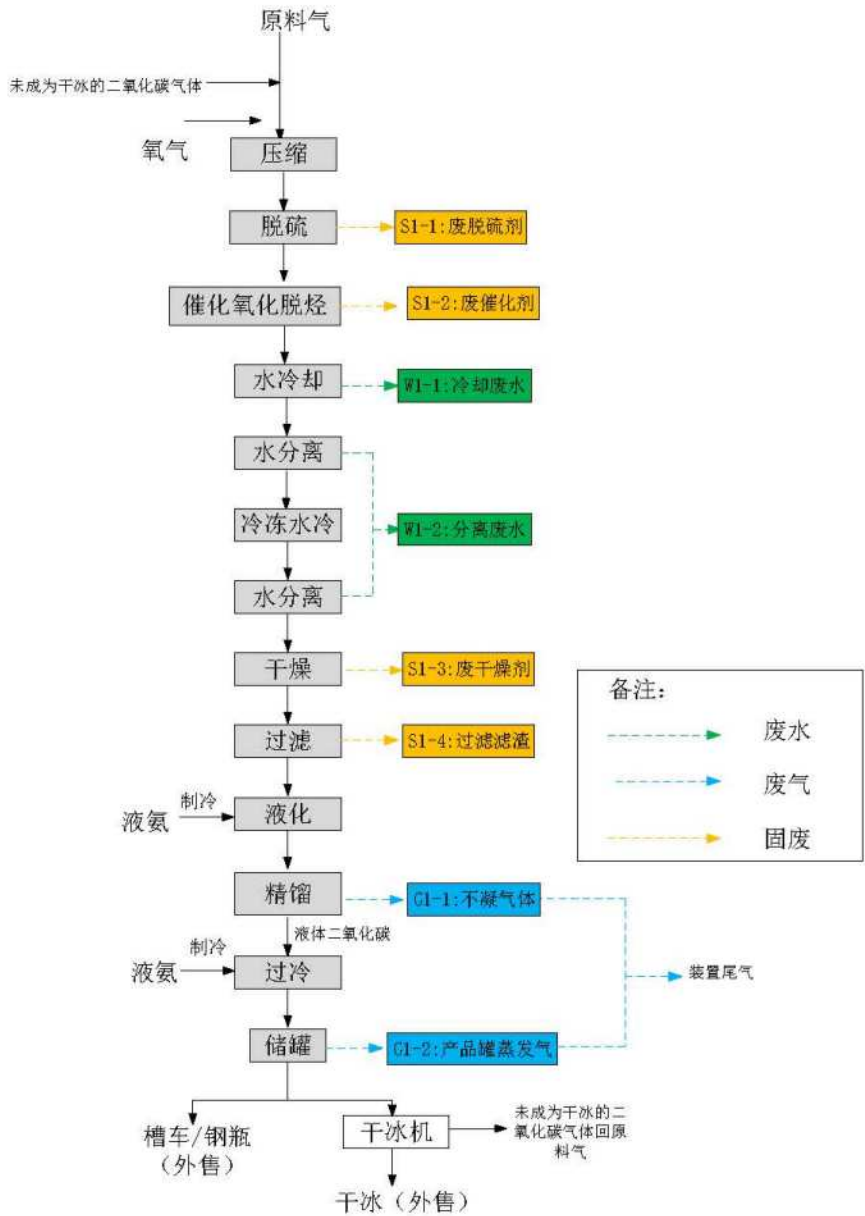 原料气
未成为干冰的二氧化碳气体
氧气
压缩
脱硫
S1-1:废脱硫剂
催化氧化脱烃
S1-2:废催化剂
水冷却
W1-1:冷却废水
水分离
冷冻水冷
W1-2:分离废水
水分离
干燥
S1-3:废干燥剂
过滤
S1-4:过滤滤渣
备注：
废水
废气
固废
制冷
液氨
液化
精馏
G1-1:不凝气体
液体二氧化碳
制冷
液氨
过冷
装置尾气
储罐
G1-2:产品罐蒸发气
槽车/钢瓶
（外售）
干冰机
未成为干冰的二
氧化碳气体回原
料气
干冰（外售）